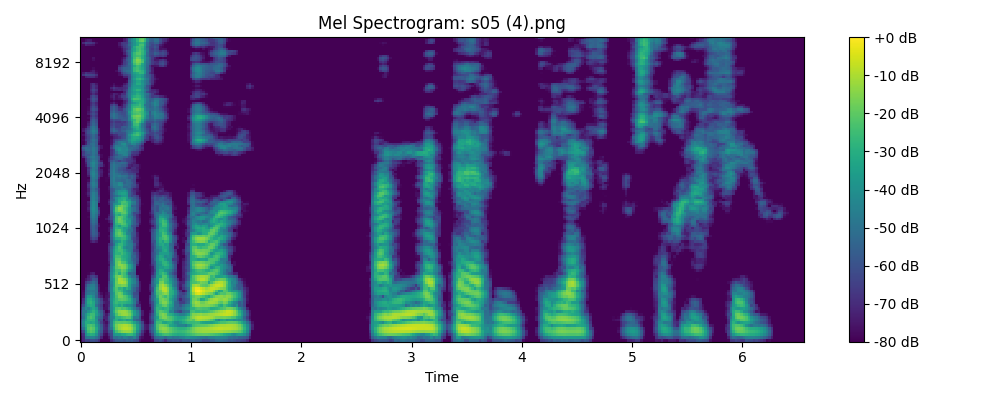 Mel Spectrogram: s05 (4).png
+0 dB
8192
-10 dB
4096
-20 dB
-30 dB
Hz
2048
-40 dB
1024
-50 dB
-60 dB
512
-70 dB
0
-80 dB
0 1 2 3 4 5 6
Time